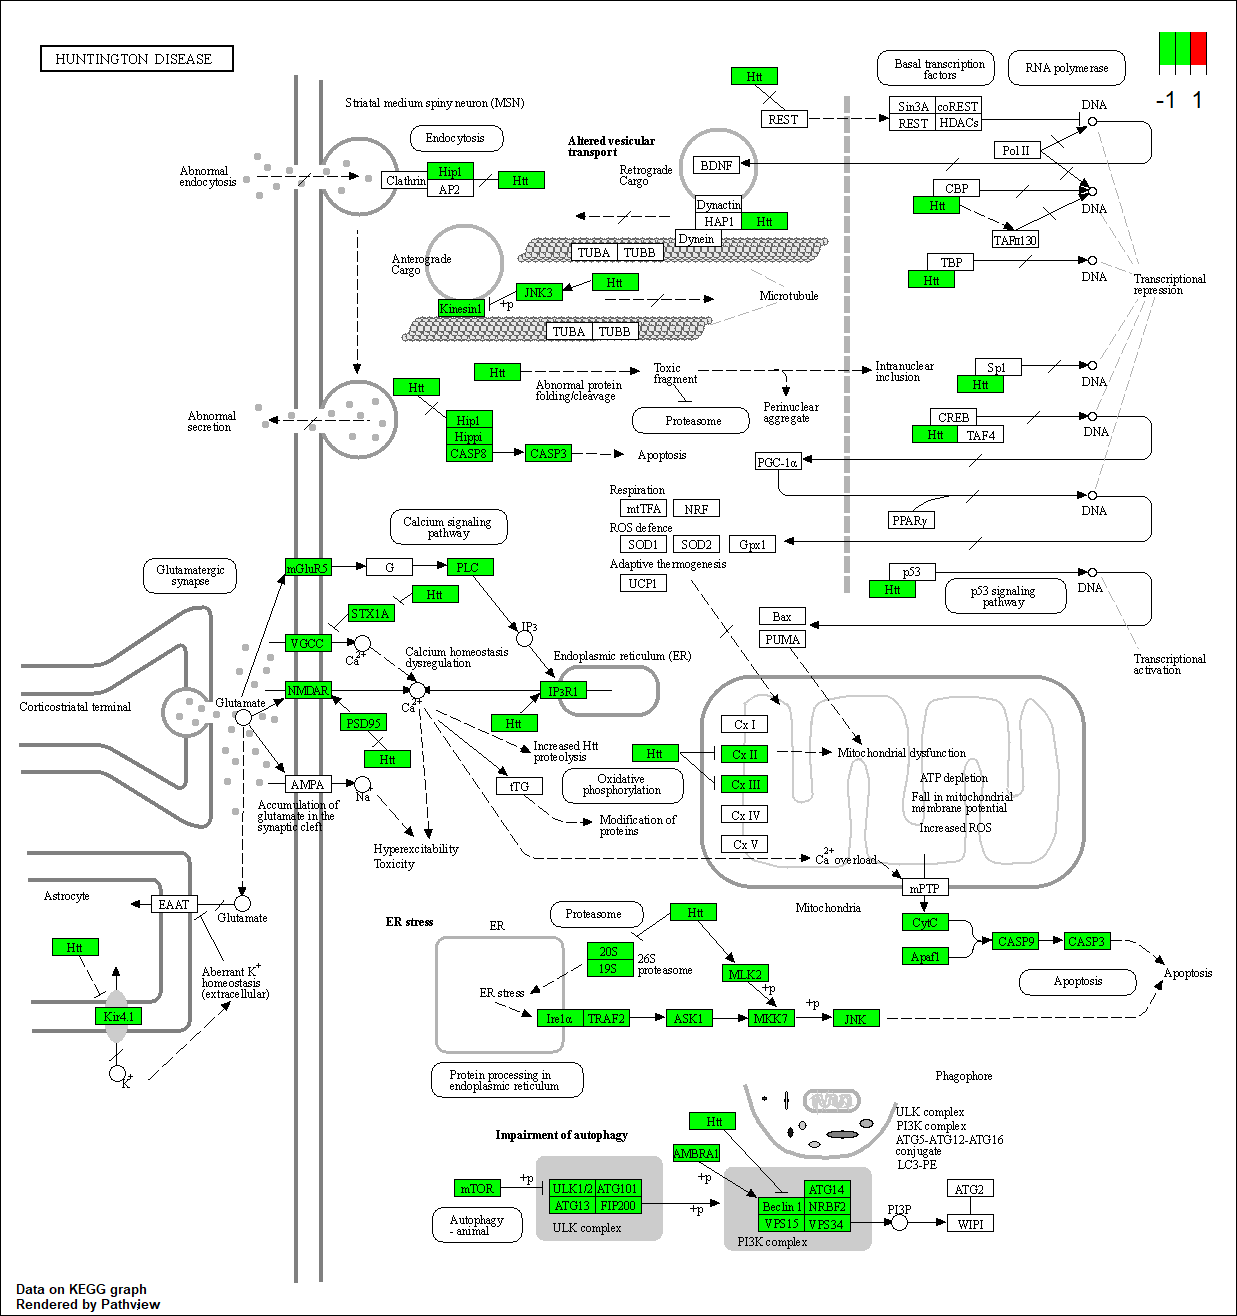 HUNTINGTON DISEASE
-1 1
Striatal medium spiny neuron (MSN)
Endocytosis
Abnormal
endocytosis
Clathrin
Hip1
AP2
Htt
Altered vesicular
transport
Retrograde
Cargo
BDNF
Dynactin
HAP1
Htt
Dynein
TUBA
TUBB
Htt
REST
Basal transcription
factors
RNA polymerase
Sin3A
coREST
REST
HDACs
DNA
Pol II
CBP
Htt
DNA
TAFII130
TBP
Htt
DNA
Transcriptional
repression
Anterograde
Cargo
Kinesin1
+p
JNK3
Htt
Microtubule
TUBA
TUBB
Htt
Abnormal protein
folding/cleavage
Toxic
fragment
Proteasome
Perinuclear
aggregate
Intranuclear
inclusion
Sp1
Htt
DNA
CREB
Htt
TAF4
DNA
Abnormal
secretion
Htt
Hip1
Hippi
CASP8
CASP3
Apoptosis
PGC-1α
PPARγ
DNA
Respiration
mtTFA
NRF
ROS defence
SOD1
SOD2
Gpx1
Adaptive thermogenesis
UCP1
p53
Htt
p53 signaling
pathway
DNA
Bax
PUMA
Transcriptional
activation
Calcium signaling
pathway
Glutamatergic
synapse
mGluR5
G
PLC
Htt
STX1A
VGCC
Ca2+
IP3
Calcium homeostasis
dysregulation
Endoplasmic reticulum (ER)
NMDAR
Ca2+
IP3R1
Htt
PSD95
Htt
Corticostriatal terminal
Glutamate
AMPA
Na+
Accumulation of
glutamate in the
synaptic cleft
Increased Htt
proteolysis
tTG
Modification of
proteins
Hyperexcitability
Toxicity
Htt
Oxidative
phosphorylation
Cx I
Cx II
Cx III
Cx IV
Cx V
Mitochondrial dysfunction
ATP depletion
Fall in mitochondrial
membrane potential
Increased ROS
Ca2+ overload
mPTP
Mitochondria
Astrocyte
EAAT
Glutamate
Htt
Aberrant K+
homeostasis
(extracellular)
Kir4.1
K+
ER stress
ER
Proteasome
Htt
20S
19S
26S
proteasome
ER stress
MLK2
+p
Ire1α
TRAF2
ASK1
MKK7
+p
JNK
CytC
Apaf1
CASP9
CASP3
Apoptosis
Apoptosis
Protein processing in
endoplasmic reticulum
Phagophore
ULK complex
PI3K complex
ATG5-ATG12-ATG16
conjugate
LC3-PE
Impairment of autophagy
Htt
AMBRA1
+p
mTOR
+p
ULK1/2
ATG101
ATG13
FIP200
ULK complex
+p
ATG14
Beclin 1
NRBF2
VPS15
VPS34
PI3K complex
PI3P
ATG2
WIPI
Autophagy
- animal
Data on KEGG graph
Rendered by Pathview